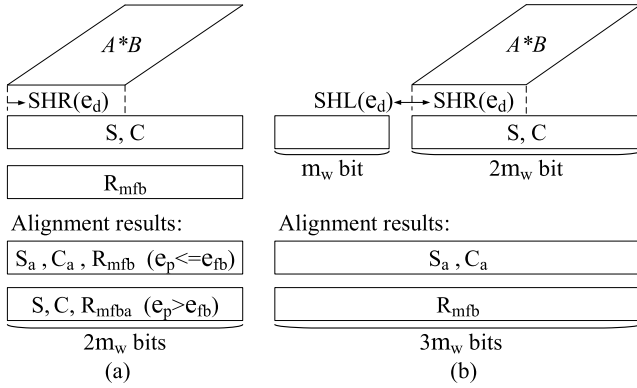 A*B
SHR(e_d)
S, C
R_mfb
Alignment results:
S_a , C_a , R_mfb (e_p<=e_fb)
S, C, R_mfba (e_p>e_fb)
2m_w bits
(a)
A*B
SHL(e_d) SHR(e_d)
S, C
m_w bit 2m_w bit
Alignment results:
S_a , C_a
R_mfb
3m_w bits
(b)